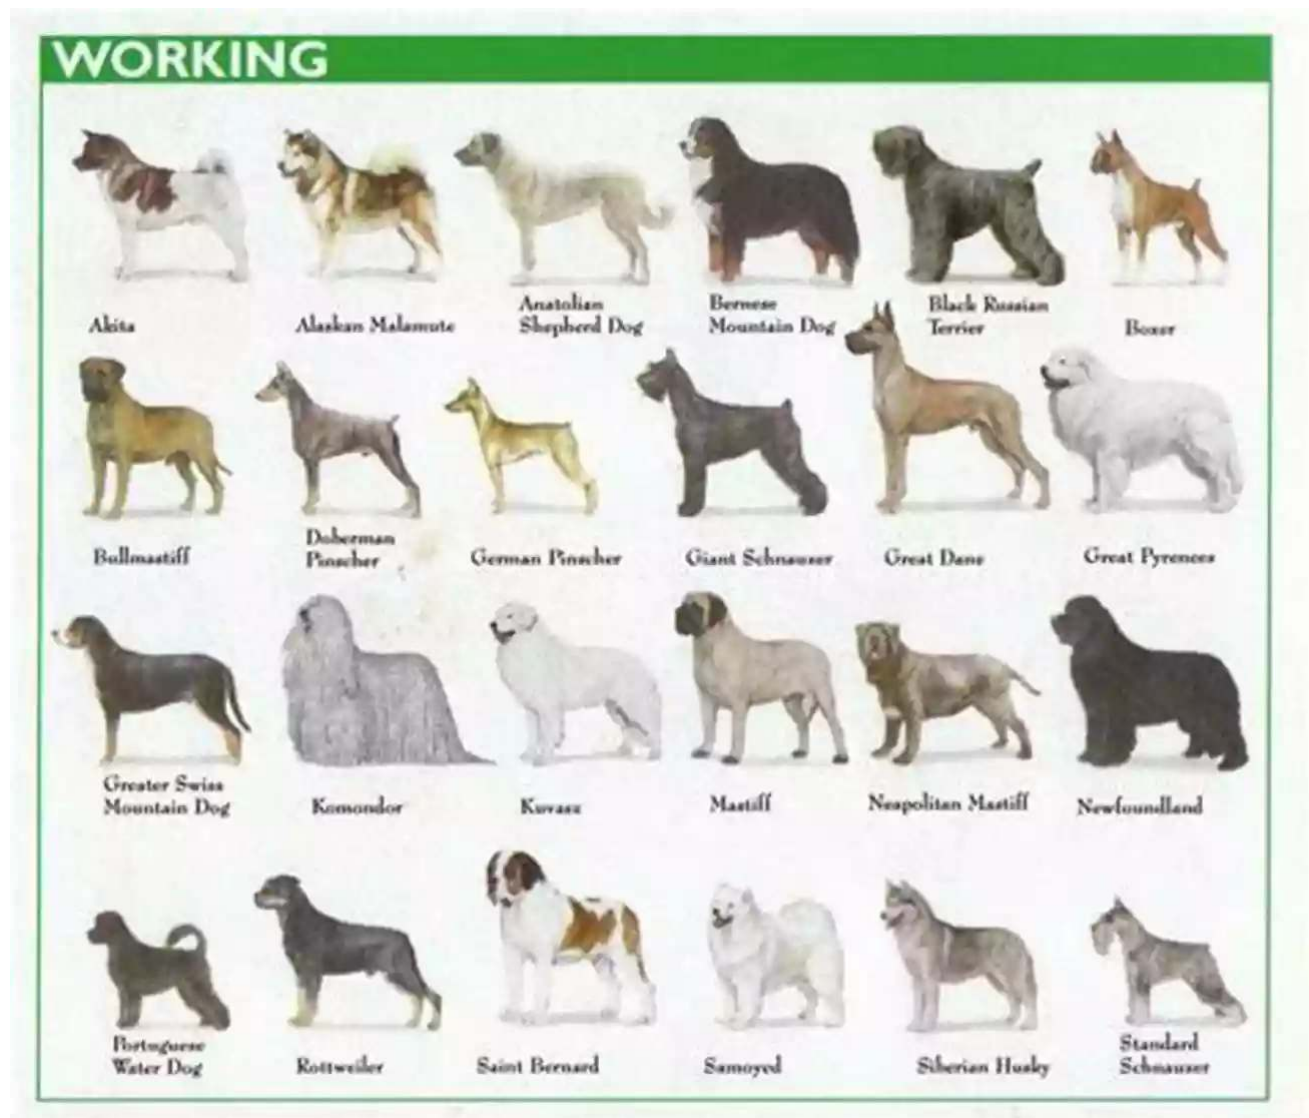 WORKING
Akita
Alaskan Malamute
Anatolian
Shepherd Dog
Bernese
Mountain Dog
Black Russian
Terrier
Boxer
Bullmastiff
Doberman
Pinscher
German Pinscher
Giant Schnauzer
Great Dane
Great Pyrenees
Greater Swiss
Mountain Dog
Komondor
Kuvasz
Mastiff
Neapolitan Mastiff
Newfoundland
Portuguese
Water Dog
Rottweiler
Saint Bernard
Samoyed
Siberian Husky
Standard
Schnauzer